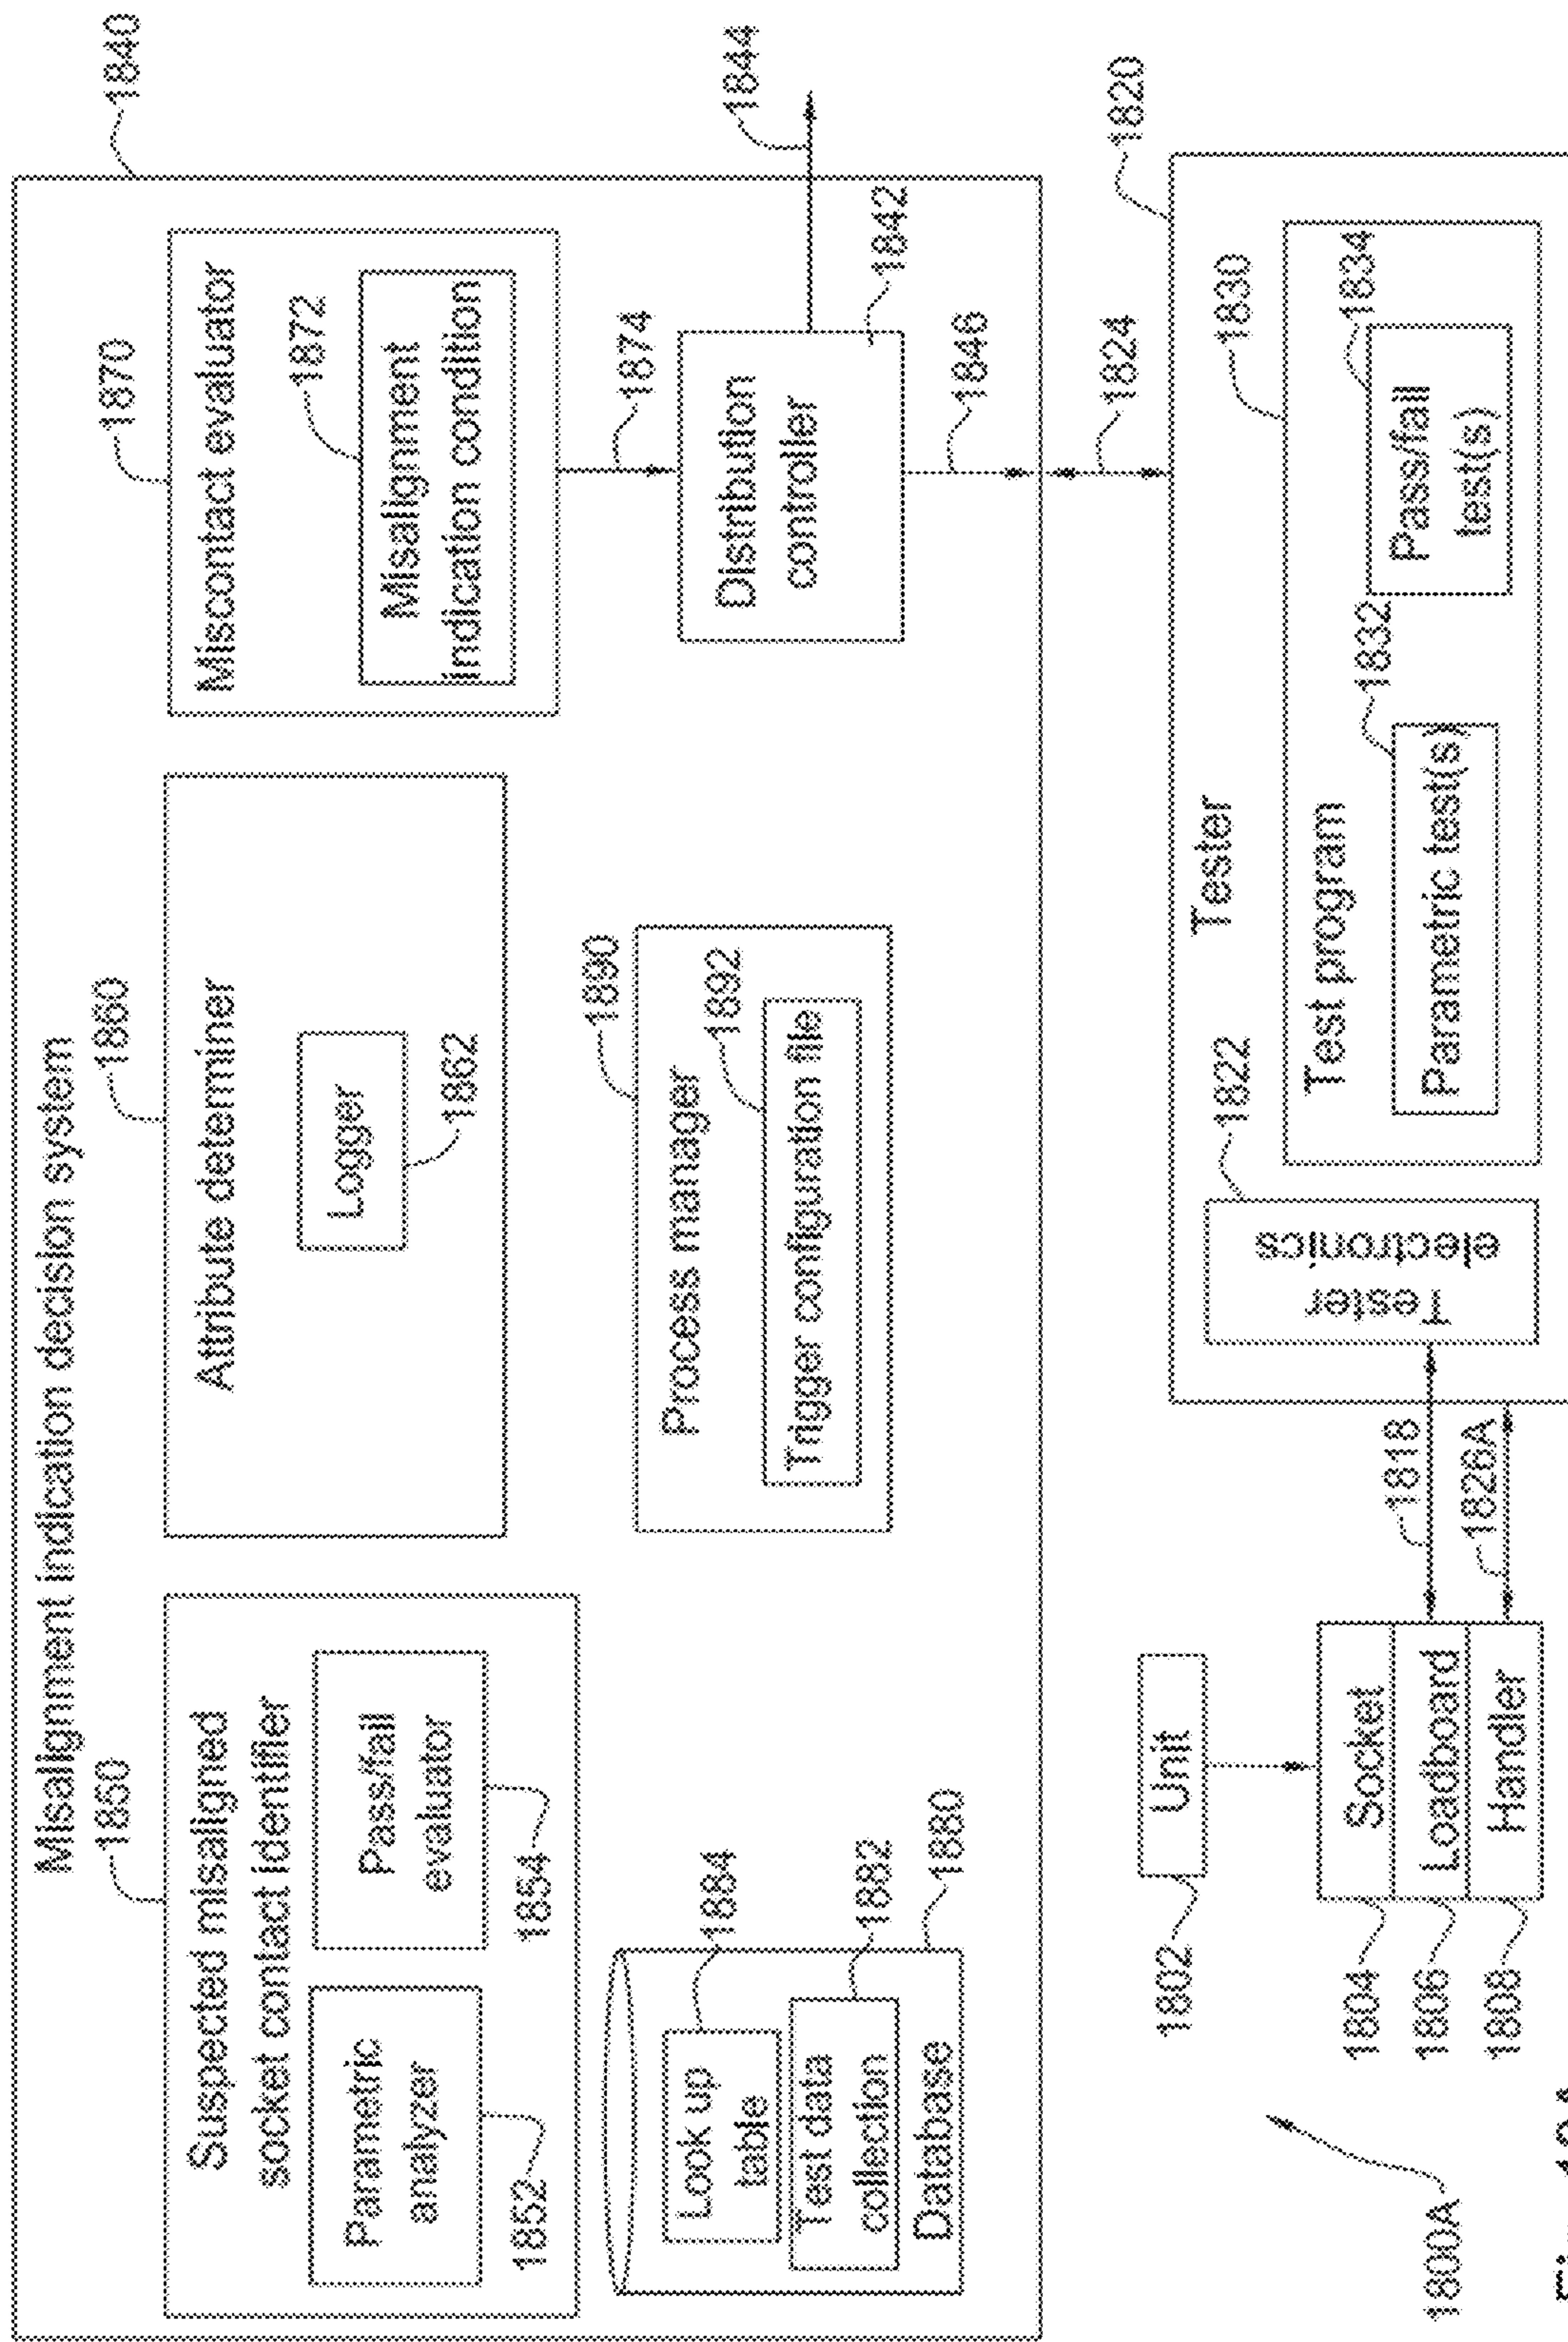 1840
Misalignment indication decision system
1850
1860
1870
Suspected misaligned
socket contact identifier
Parametric
analyzer
1852
Pass/fail
evaluator
1854
Attribute determiner
Logger
1862
Miscontact evaluator
1872
Misalignment
indication condition
1874
1884
Look up
table
Test data
collection
1882
Database
1880
1890
Process manager
1892
Trigger configuration file
Distribution
controller
1842
1844
1846
1824
1820
Unit
1802
Socket
Loadboard
Handler
1804
1806
1808
1818
1826A
Tester
1822
Tester
electronics
1830
Test program
1832
Parametric test(s)
1834
Pass/fail
test(s)
1800A